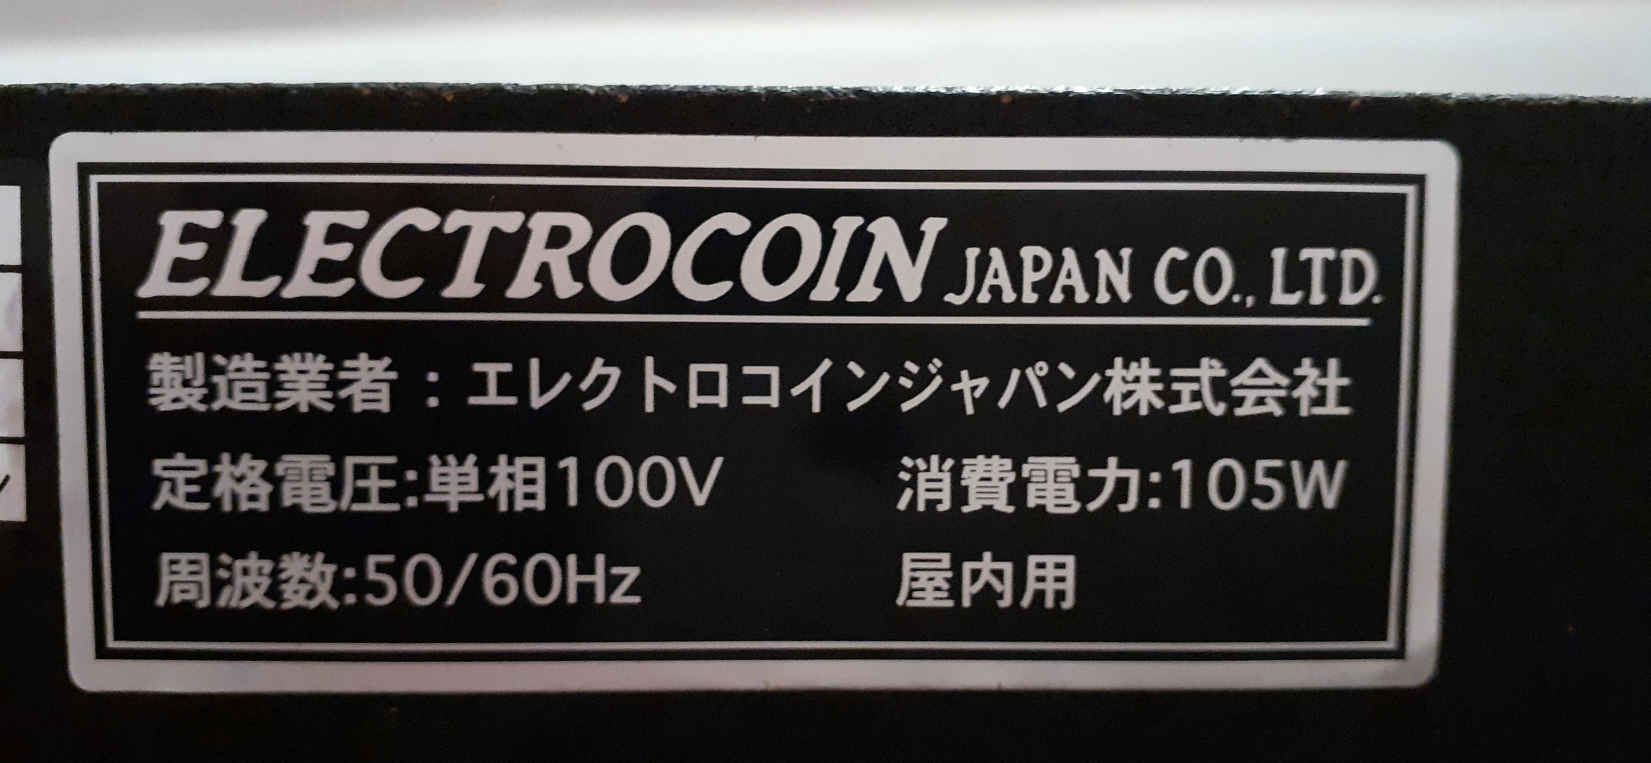 ELECTROCOIN JAPAN CO., LTD.
製造業者：エレクトロコインジャパン株式会社
定格電圧:単相100V 消費電力:105W
周波数:50/60Hz 屋内用